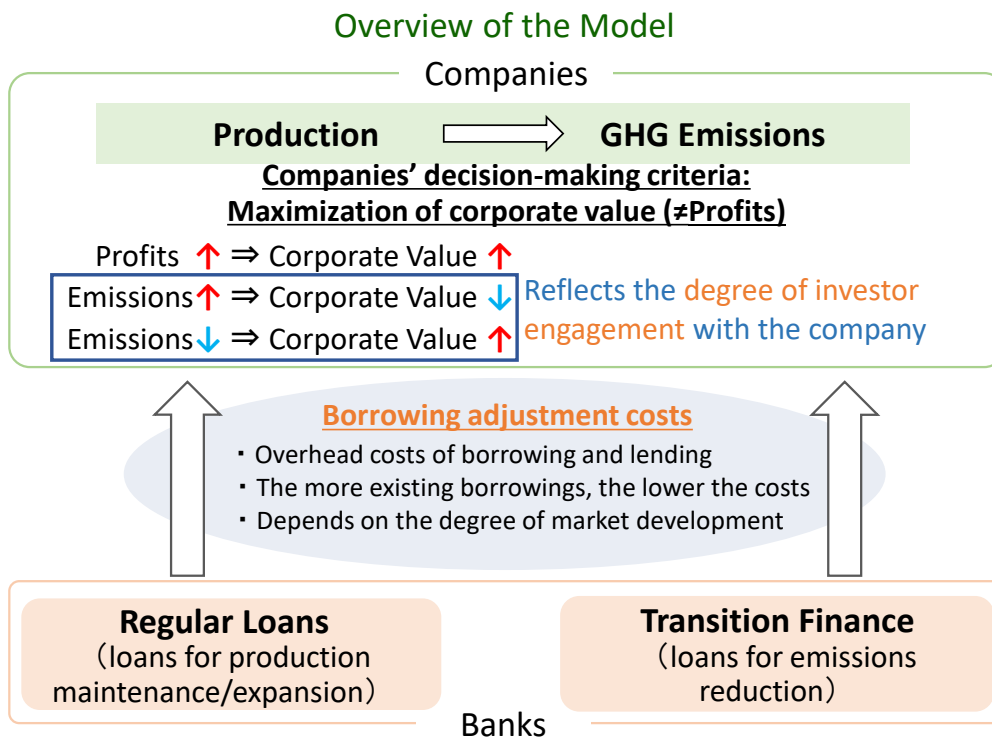 Overview of the Model
Companies
Production GHG Emissions
Companies’ decision-making criteria:
Maximization of corporate value (≠Profits)
Profits ↑ ⇒ Corporate Value ↑
Emissions↑ ⇒ Corporate Value ↓
Emissions↓ ⇒ Corporate Value ↑
Reflects the degree of investor
engagement with the company
Borrowing adjustment costs
・Overhead costs of borrowing and lending
・The more existing borrowings, the lower the costs
・Depends on the degree of market development
Regular Loans
（loans for production
maintenance/expansion）
Transition Finance
（loans for emissions
reduction）
Banks